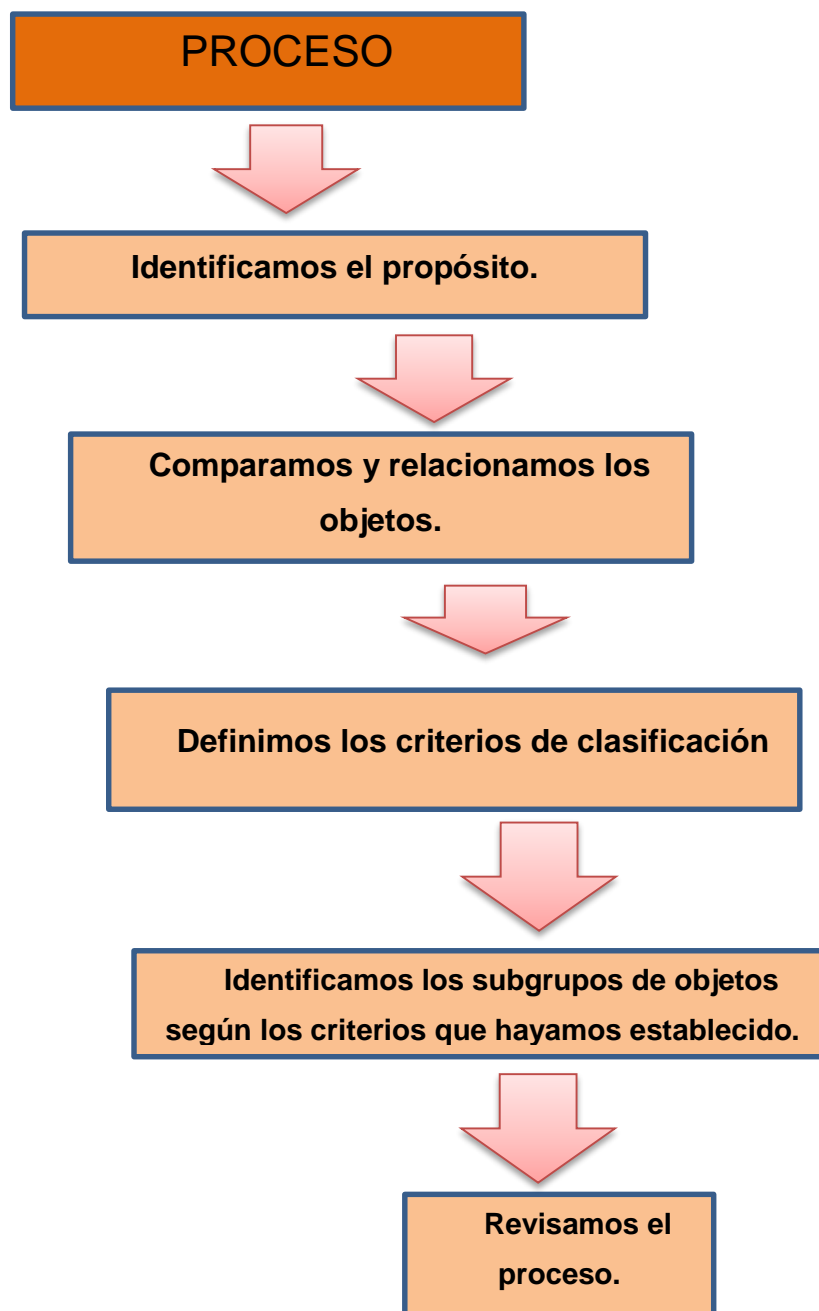 PROCESO
Identificamos el propósito.
Comparamos y relacionamos los
objetos.
Definimos los criterios de clasificación
Identificamos los subgrupos de objetos
según los criterios que hayamos establecido.
Revisamos el
proceso.